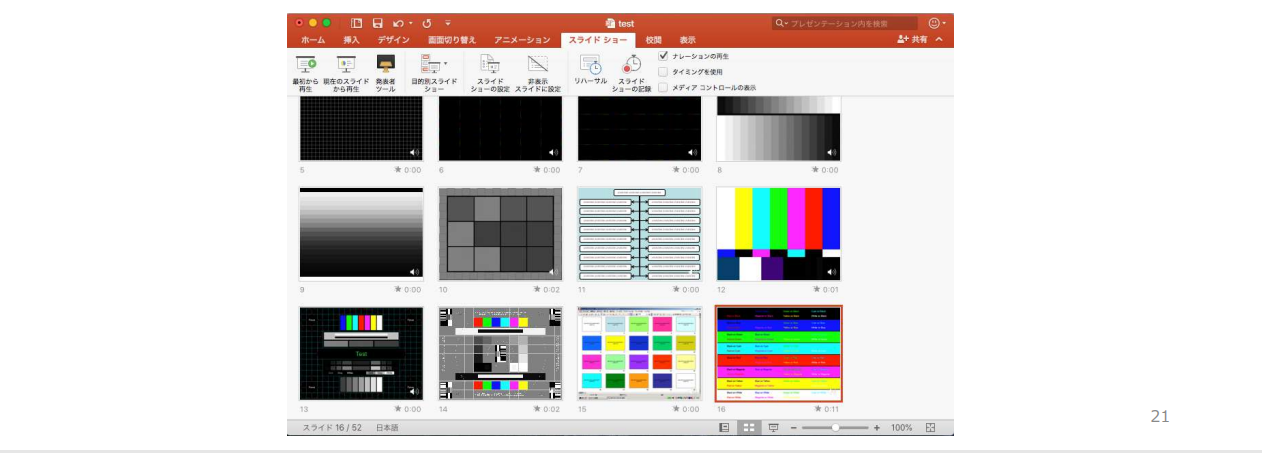 test
プレゼンテーション内を検索
ホーム 挿入 デザイン 画面切り替え アニメーション スライド ショー 校閲 表示 共有
最初から再生
現在のスライドから再生
発表者ツール
目的別スライドショー
スライドショーの設定
非表示スライドに設定
リハーサル
スライドショーの記録
ナレーションの再生
タイミングを使用
メディア コントロールの表示
5 0:00 6 0:00 7 0:00 8 0:00
9 0:00 10 0:02 11 0:00 12 0:01
Test
13 0:00 14 0:02 15 0:00 16 0:11
スライド 16 / 52 日本語 100%
21